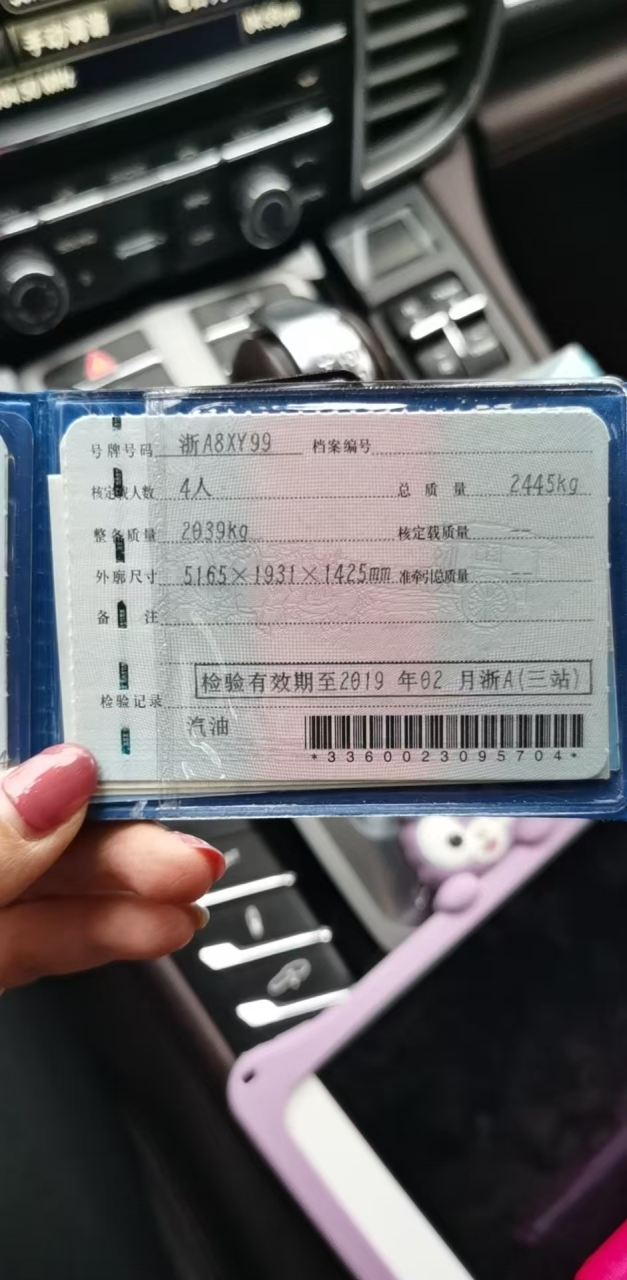 号牌号码 浙A8XY99 档案编号
核定载人数 4人 总质量 2445kg
整备质量 2039kg 核定载质量 --
外廓尺寸 5165×1931×1425mm 准牵引总质量 --
备注
检验有效期至2019年02月浙A(三站)
检验记录
汽油
*3360023095704*